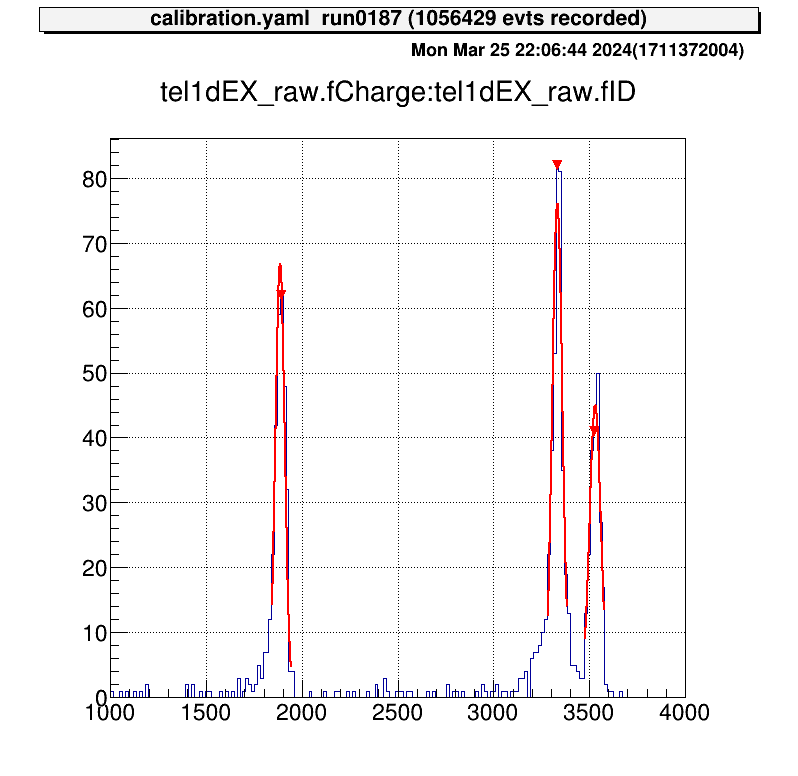 calibration.yaml run0187 (1056429 evts recorded)
Mon Mar 25 22:06:44 2024(1711372004)
tel1dEX_raw.fCharge:tel1dEX_raw.fID
80
70
60
50
40
30
20
10
0
1000 1500 2000 2500 3000 3500 4000